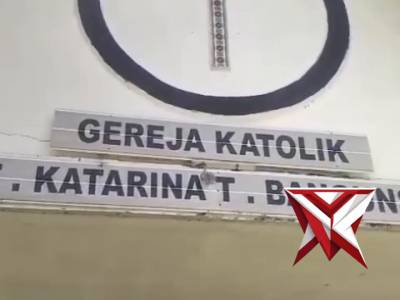 GEREJA KATOLIK
. KATARINA T .